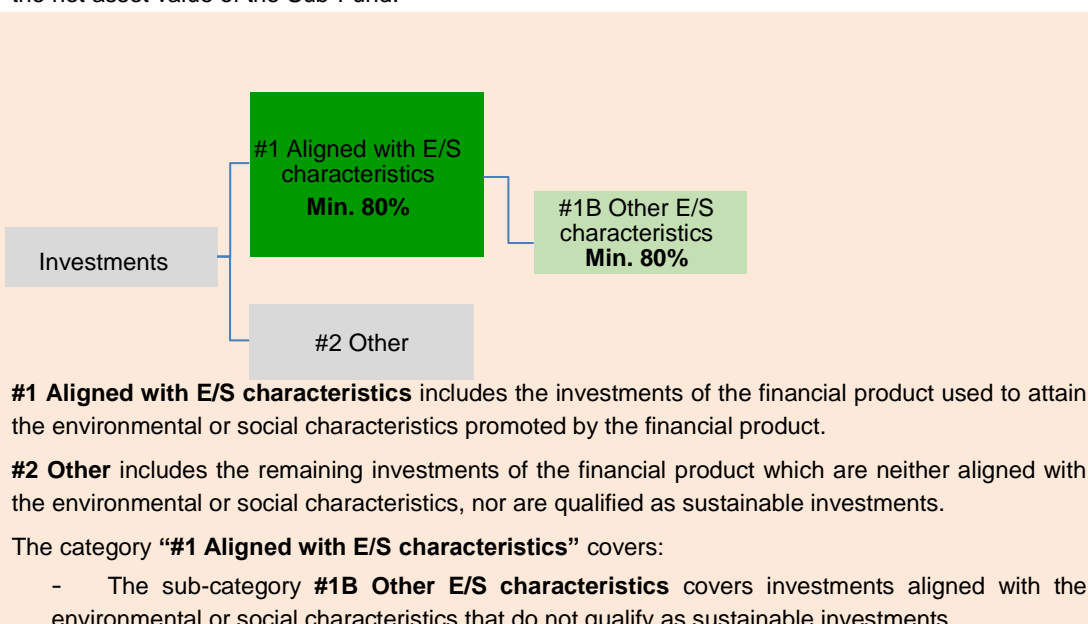 the net asset value of the Sub-Fund.
#1 Aligned with E/S
characteristics
Min. 80%
#1B Other E/S
characteristics
Min. 80%
Investments
#2 Other
#1 Aligned with E/S characteristics includes the investments of the financial product used to attain
the environmental or social characteristics promoted by the financial product.
#2 Other includes the remaining investments of the financial product which are neither aligned with
the environmental or social characteristics, nor are qualified as sustainable investments.
The category “#1 Aligned with E/S characteristics” covers:
- The sub-category #1B Other E/S characteristics covers investments aligned with the
environmental or social characteristics that do not qualify as sustainable investments.